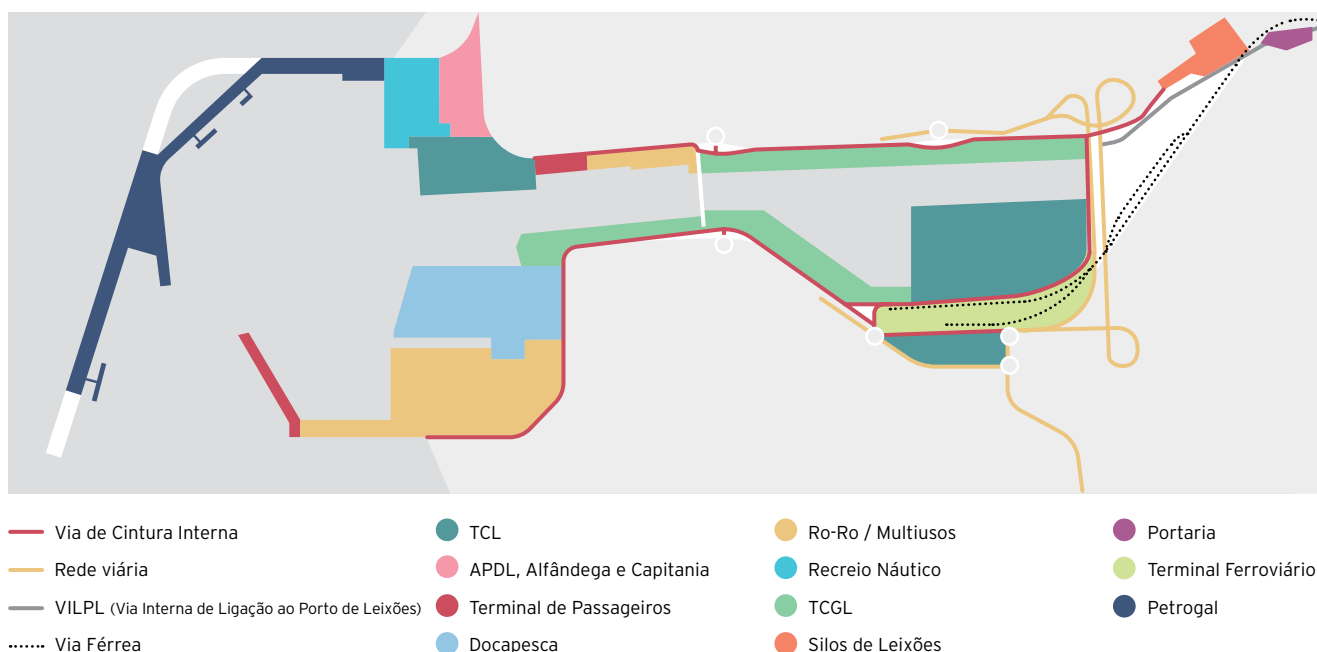 Via de Cintura Interna
Rede viária
VILPL (Via Interna de Ligação ao Porto de Leixões)
Via Férrea
TCL
APDL, Alfândega e Capitania
Terminal de Passageiros
Docapesca
Ro-Ro / Multiusos
Recreio Náutico
TCGL
Silos de Leixões
Portaria
Terminal Ferroviário
Petrogal